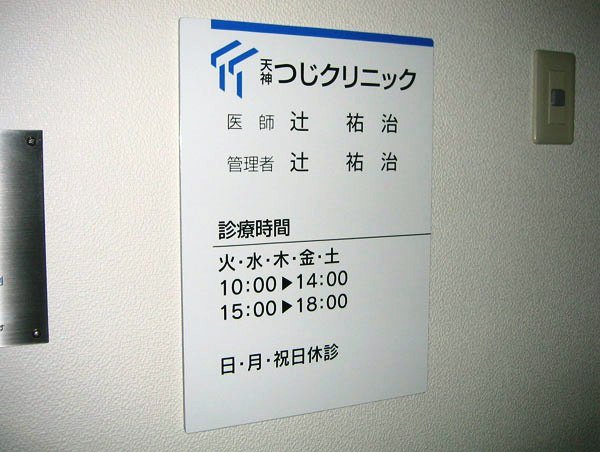 天神 つじクリニック
医師 辻 祐治
管理者 辻 祐治
診療時間
火・水・木・金・土
10:00▶14:00
15:00▶18:00
日・月・祝日休診